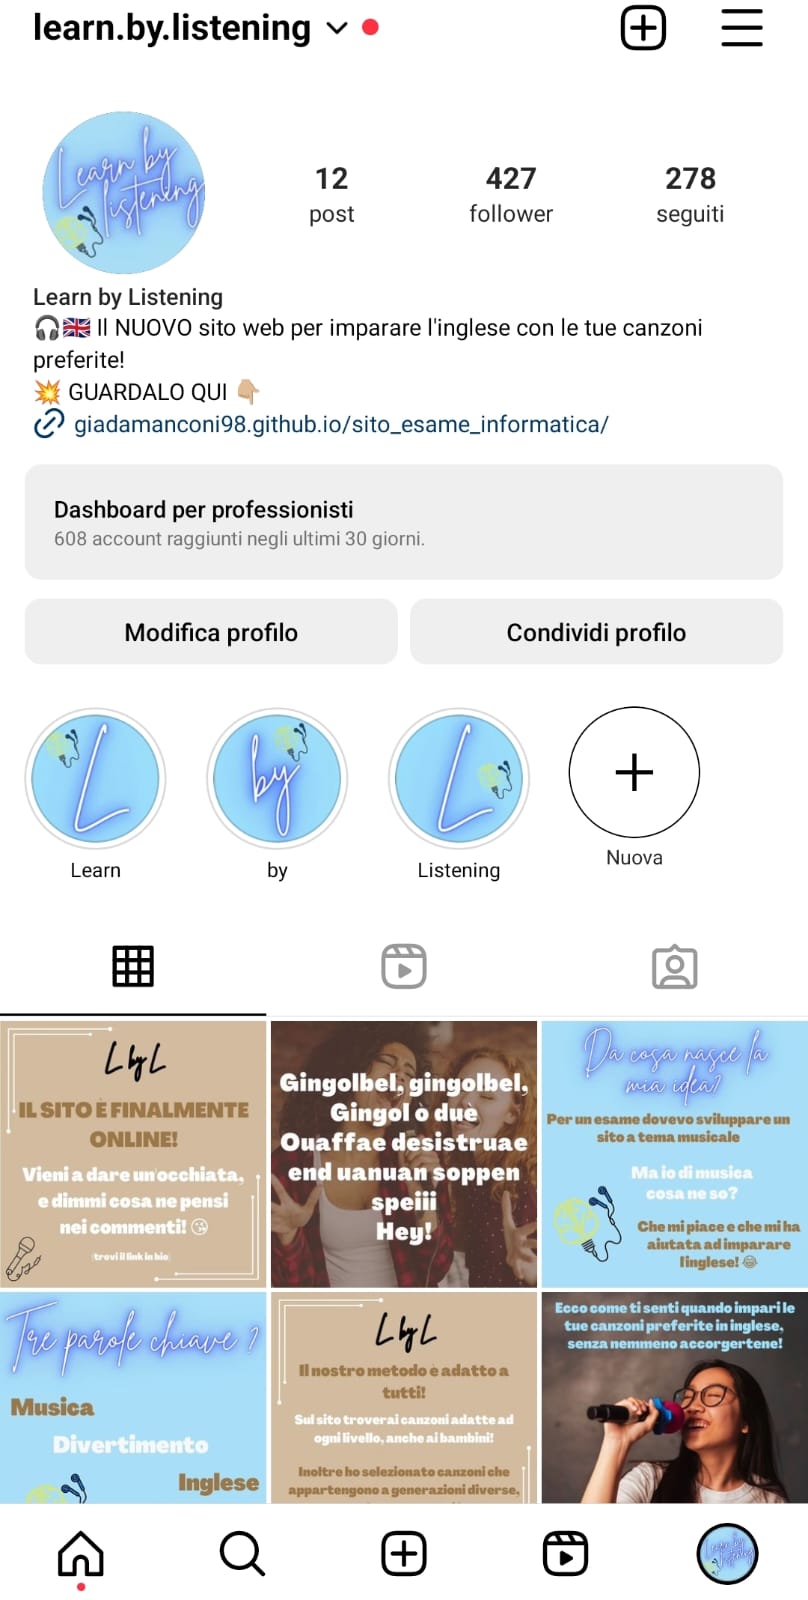 learn.by.listening
Learn by
listening
12
post
427
follower
278
seguiti
Learn by Listening
🎧🇬🇧 Il NUOVO sito web per imparare l'inglese con le tue canzoni
preferite!
💥 GUARDALO QUI 👇🏼
giadamanconi98.github.io/sito_esame_informatica/
Dashboard per professionisti
608 account raggiunti negli ultimi 30 giorni.
Modifica profilo
Condividi profilo
L
by
L
Learn
by
Listening
Nuova
L by L
IL SITO È FINALMENTE
ONLINE!
Vieni a dare un'occhiata,
e dimmi cosa ne pensi
nei commenti! 😘
(trovi il link in bio)
Gingolbel, gingolbel,
Gingol ò duè
Ouaffae desistruae
end uanuan soppen
speiii
Hey!
Da cosa nasce la
mia idea?
Per un esame dovevo sviluppare un
sito a tema musicale
Ma io di musica
cosa ne so?
Che mi piace e che mi ha
aiutata ad imparare
l'inglese! 😂
Tre parole chiave ?
Musica
Divertimento
Inglese
L by L
Il nostro metodo è adatto a
tutti!
Sul sito troverai canzoni adatte ad
ogni livello, anche ai bambini!
Inoltre ho selezionato canzoni che
appartengono a generazioni diverse,
Ecco come ti senti quando impari le
tue canzoni preferite in inglese,
senza nemmeno accorgertene!
Learn by
listening